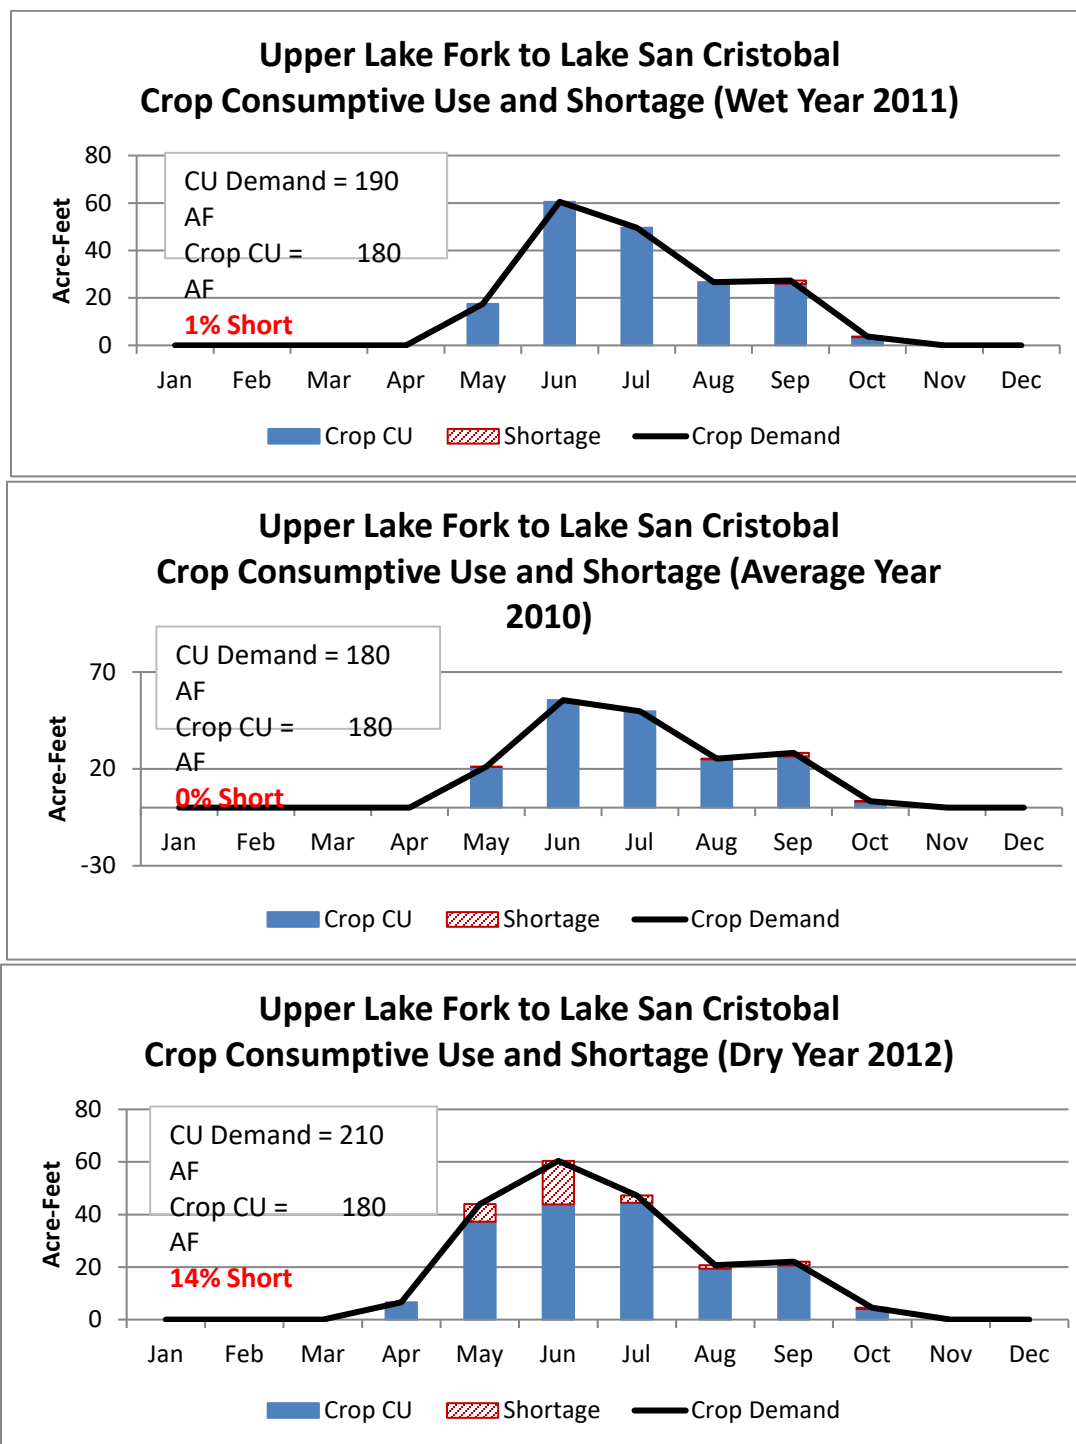 Upper Lake Fork to Lake San Cristobal
Crop Consumptive Use and Shortage (Wet Year 2011)
80
60
40
20
0
Acre-Feet
CU Demand = 190
AF
Crop CU = 180
AF
1% Short
Jan Feb Mar Apr May Jun Jul Aug Sep Oct Nov Dec
Crop CU Shortage Crop Demand
Upper Lake Fork to Lake San Cristobal
Crop Consumptive Use and Shortage (Average Year
2010)
70
20
-30
Acre-Feet
CU Demand = 180
AF
Crop CU = 180
AF
0% Short
Jan Feb Mar Apr May Jun Jul Aug Sep Oct Nov Dec
Crop CU Shortage Crop Demand
Upper Lake Fork to Lake San Cristobal
Crop Consumptive Use and Shortage (Dry Year 2012)
80
60
40
20
0
Acre-Feet
CU Demand = 210
AF
Crop CU = 180
AF
14% Short
Jan Feb Mar Apr May Jun Jul Aug Sep Oct Nov Dec
Crop CU Shortage Crop Demand